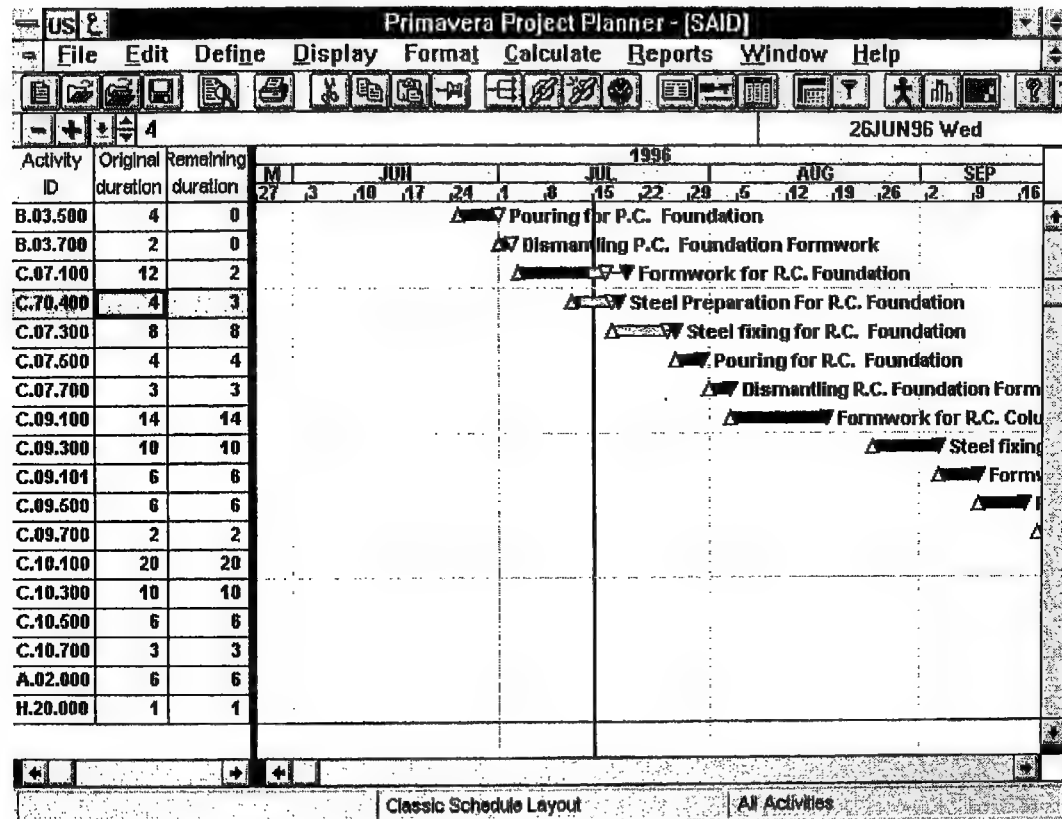 US Primavera Project Planner - [SAID]
File Edit Define Display Format Calculate Reports Window Help
4 26JUN96 Wed
Activity ID Original duration Remaining duration
1996
M JUN JUL AUG SEP
27 3 10 17 24 1 8 15 22 29 5 12 19 26 2 9 16
B.03.500 4 0 Pouring for P.C. Foundation
B.03.700 2 0 Dismantling P.C. Foundation Formwork
C.07.100 12 2 Formwork for R.C. Foundation
C.70.400 4 3 Steel Preparation For R.C. Foundation
C.07.300 8 8 Steel fixing for R.C. Foundation
C.07.500 4 4 Pouring for R.C. Foundation
C.07.700 3 3 Dismantling R.C. Foundation Form
C.09.100 14 14 Formwork for R.C. Colu
C.09.300 10 10 Steel fixing
C.09.101 6 6 Formv
C.09.500 6 6
C.09.700 2 2
C.10.100 20 20
C.10.300 10 10
C.10.500 6 6
C.10.700 3 3
A.02.000 6 6
H.20.000 1 1
Classic Schedule Layout All Activities